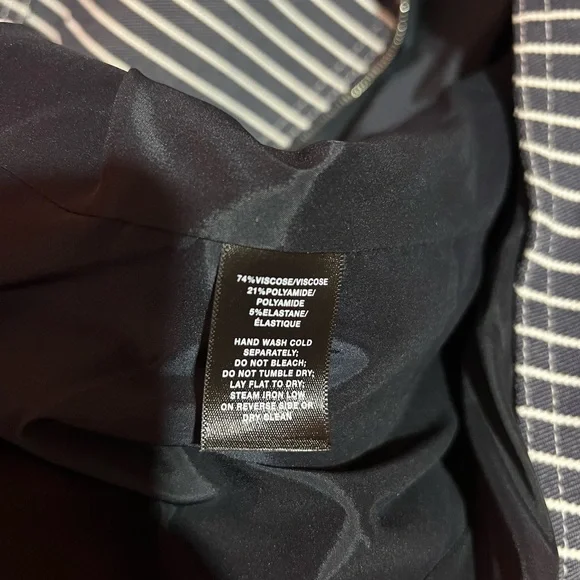 74%VISCOSE/VISCOSE
21%POLYAMIDE/
POLYAMIDE
5%ELASTANE/
ÉLASTIQUE
HAND WASH COLD
SEPARATELY;
DO NOT BLEACH;
DO NOT TUMBLE DRY;
LAY FLAT TO DRY;
STEAM IRON LOW
ON REVERSE SIDE OR
DRY CLEAN